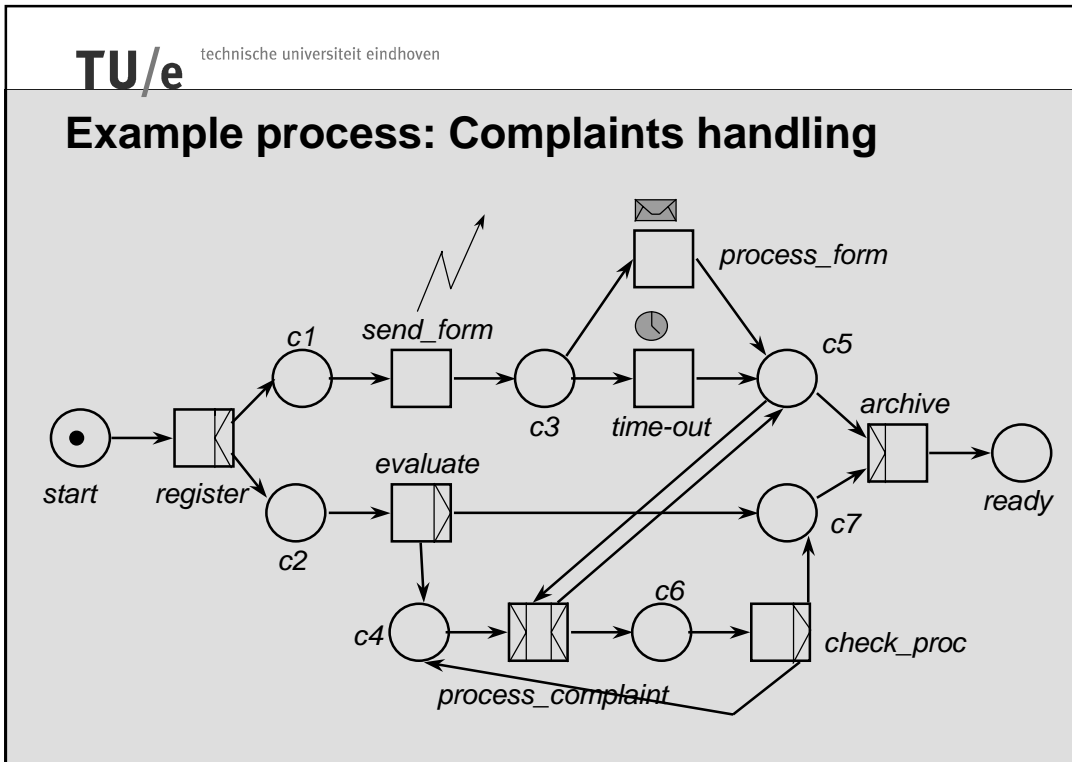 TU/e technische universiteit eindhoven
Example process: Complaints handling
process_form
c1
send_form
c5
c3
time-out
archive
start
register
evaluate
ready
c2
c7
c6
c4
check_proc
process_complaint